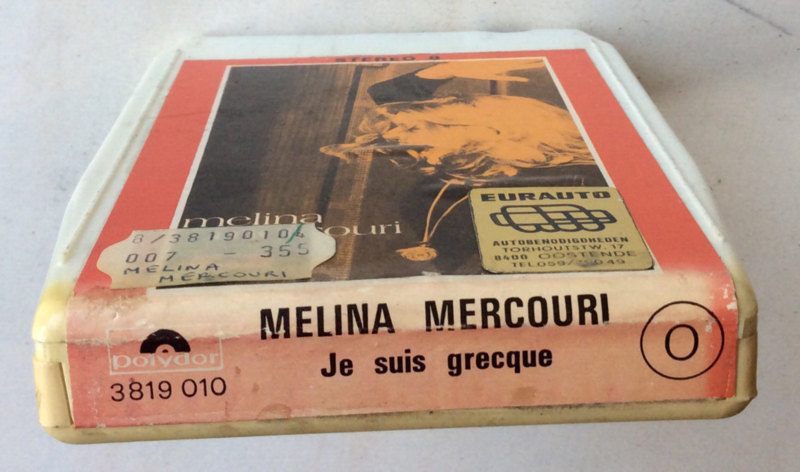 STEREO 8
melina
mercouri
8/38190104
007 - 355
MELINA
MERCOURI
EURAUTO
AUTOBENODIGDHEDEN
TORHOUTSTW. 17
8400 OOSTENDE
MELINA MERCOURI
Je suis grecque
polydor
3819 010
O